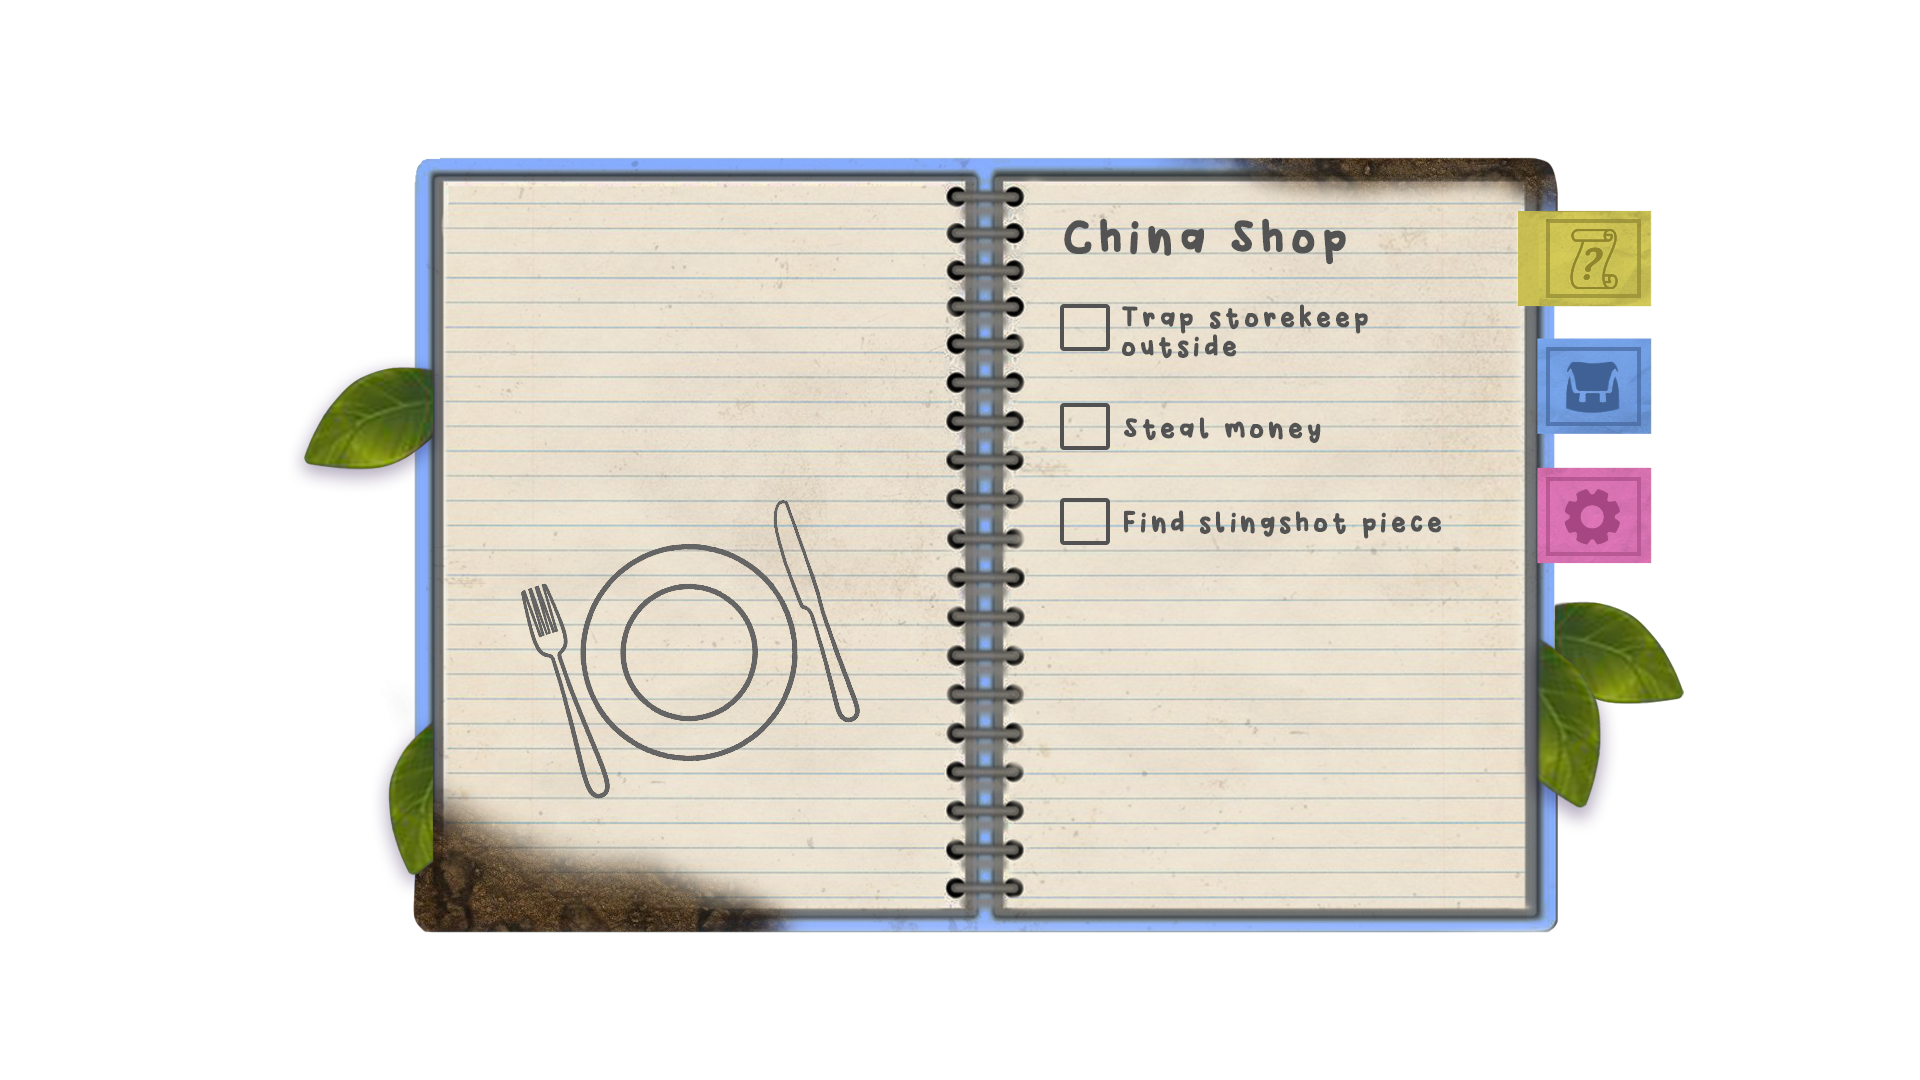 China Shop
Trap storekeep
outside
Steal money
Find slingshot piece
?